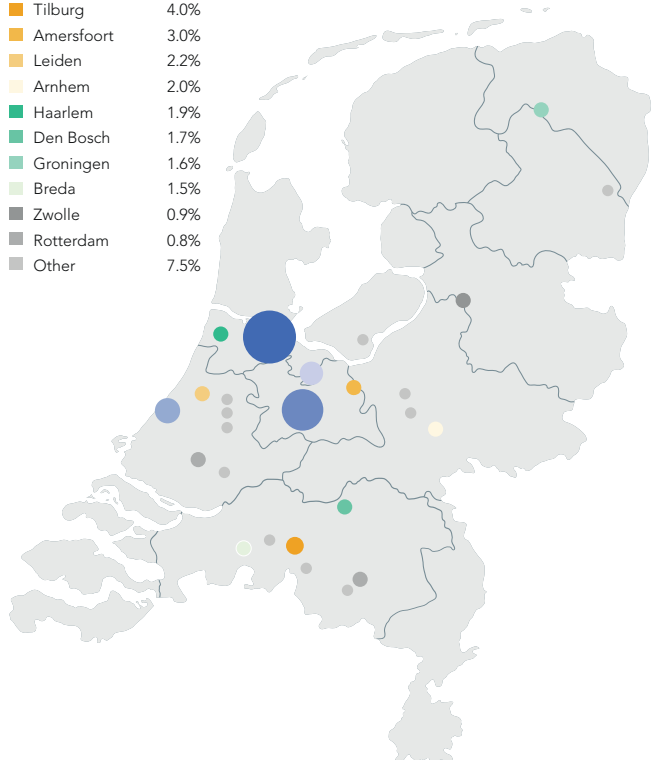 Tilburg 4.0%
Amersfoort 3.0%
Leiden 2.2%
Arnhem 2.0%
Haarlem 1.9%
Den Bosch 1.7%
Groningen 1.6%
Breda 1.5%
Zwolle 0.9%
Rotterdam 0.8%
Other 7.5%